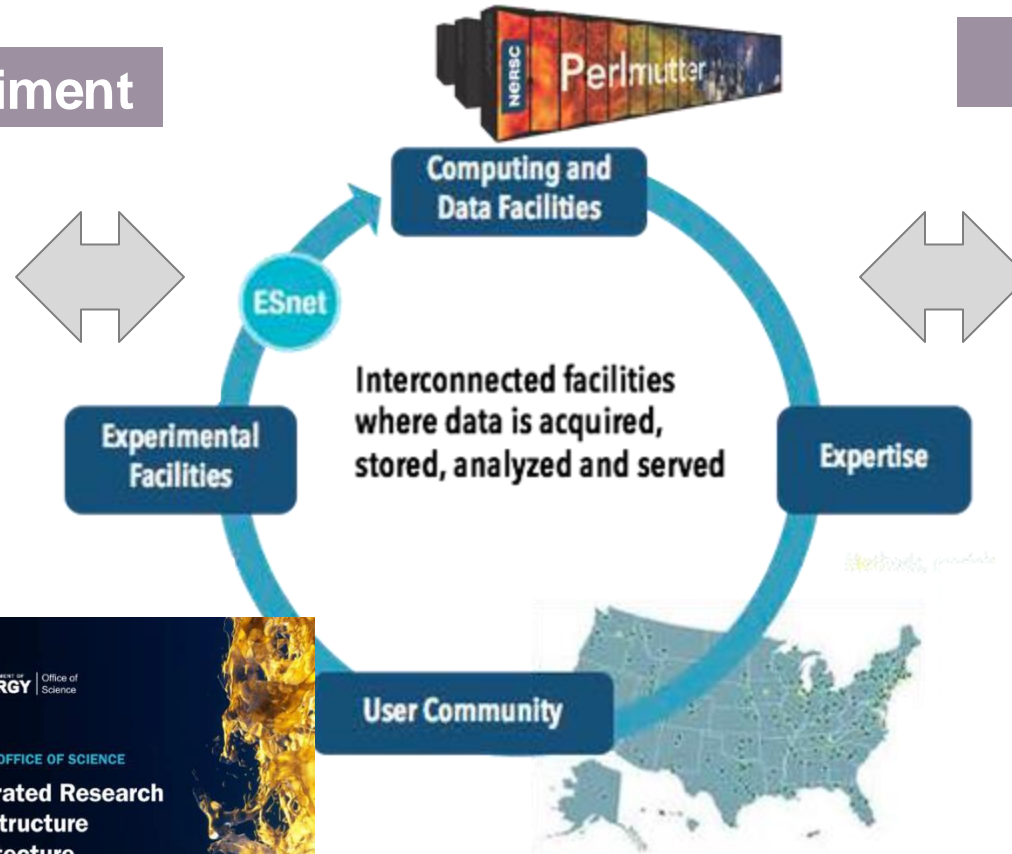 iment
NERSC
Perlmutter
Computing and
Data Facilities
ESnet
Interconnected facilities
where data is acquired,
stored, analyzed and served
Experimental
Facilities
Expertise
User Community
RGY Office of
Science
OFFICE OF SCIENCE
rated Research
tructure